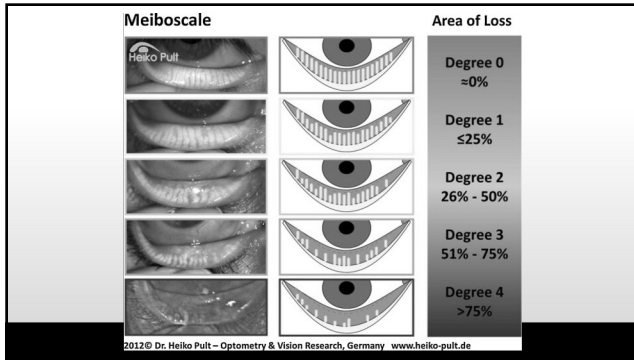 Meiboscale
Area of Loss
Heiko Pult
Degree 0
≈0%
Degree 1
≤25%
Degree 2
26% - 50%
Degree 3
51% - 75%
Degree 4
>75%
2012© Dr. Heiko Pult – Optometry & Vision Research, Germany www.heiko-pult.de